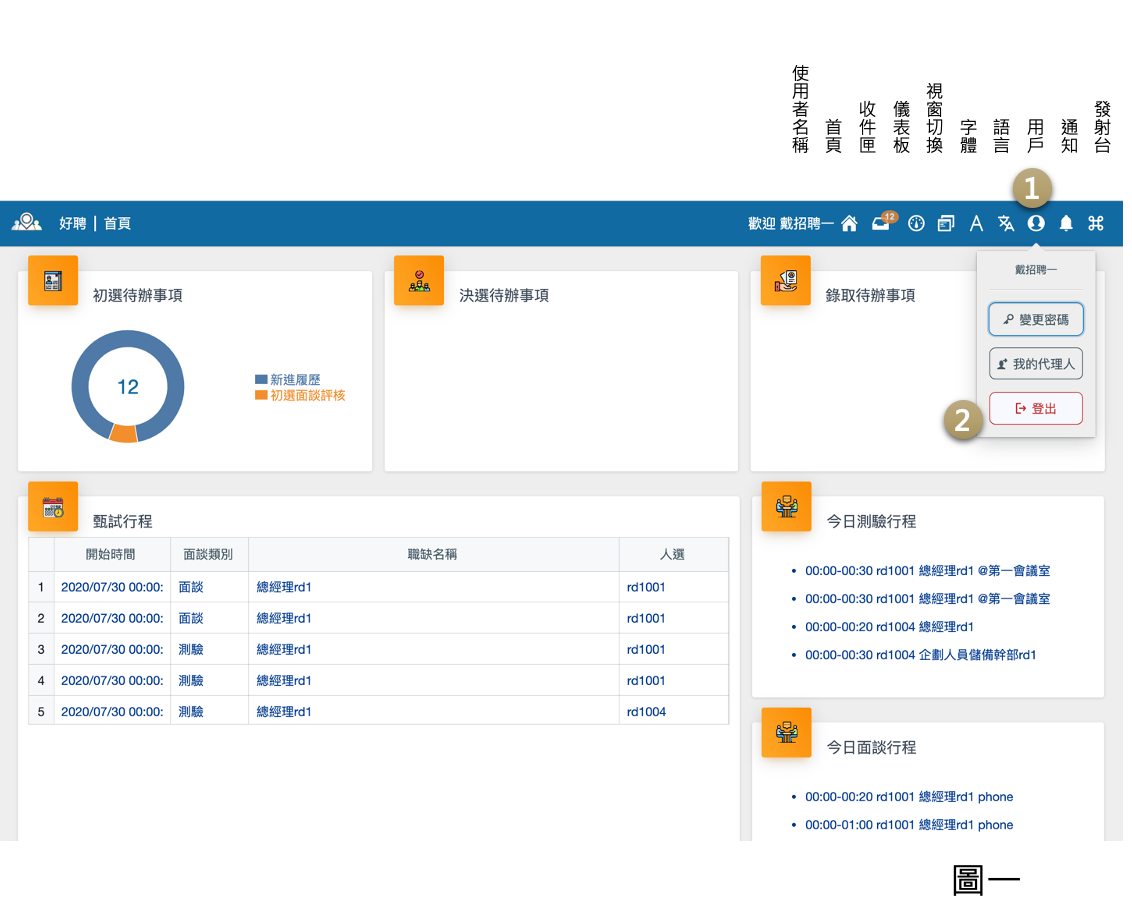 使用者名稱
首頁
收件匣
儀表板
視窗切換
字體
語言
用戶
通知
發射台
1
好聘 | 首頁
歡迎 戴招聘一
12
戴招聘一
變更密碼
我的代理人
登出
2
初選待辦事項
12
新進履歷
初選面談評核
決選待辦事項
錄取待辦事項
甄試行程
開始時間 面談類別 職缺名稱 人選
1 2020/07/30 00:00: 面談 總經理rd1 rd1001
2 2020/07/30 00:00: 面談 總經理rd1 rd1001
3 2020/07/30 00:00: 測驗 總經理rd1 rd1001
4 2020/07/30 00:00: 測驗 總經理rd1 rd1001
5 2020/07/30 00:00: 測驗 總經理rd1 rd1004
今日測驗行程
• 00:00-00:30 rd1001 總經理rd1 @第一會議室
• 00:00-00:30 rd1001 總經理rd1 @第一會議室
• 00:00-00:20 rd1004 總經理rd1
• 00:00-00:30 rd1004 企劃人員儲備幹部rd1
今日面談行程
• 00:00-00:20 rd1001 總經理rd1 phone
• 00:00-01:00 rd1001 總經理rd1 phone
圖一